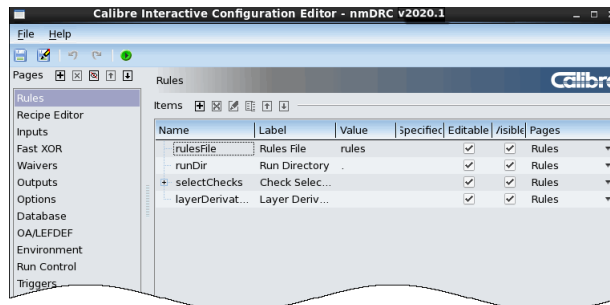 Calibre Interactive Configuration Editor - nmDRC v2020.1
File Help
Pages
Rules
Calibre
Rules
Recipe Editor
Inputs
Fast XOR
Waivers
Outputs
Options
Database
OA/LEFDEF
Environment
Run Control
Triggers
Items
Name Label Value Specified Editable Visible Pages
rulesFile Rules File rules Rules
runDir Run Directory . Rules
selectChecks Check Selec... Rules
layerDerivat... Layer Deriv... Rules